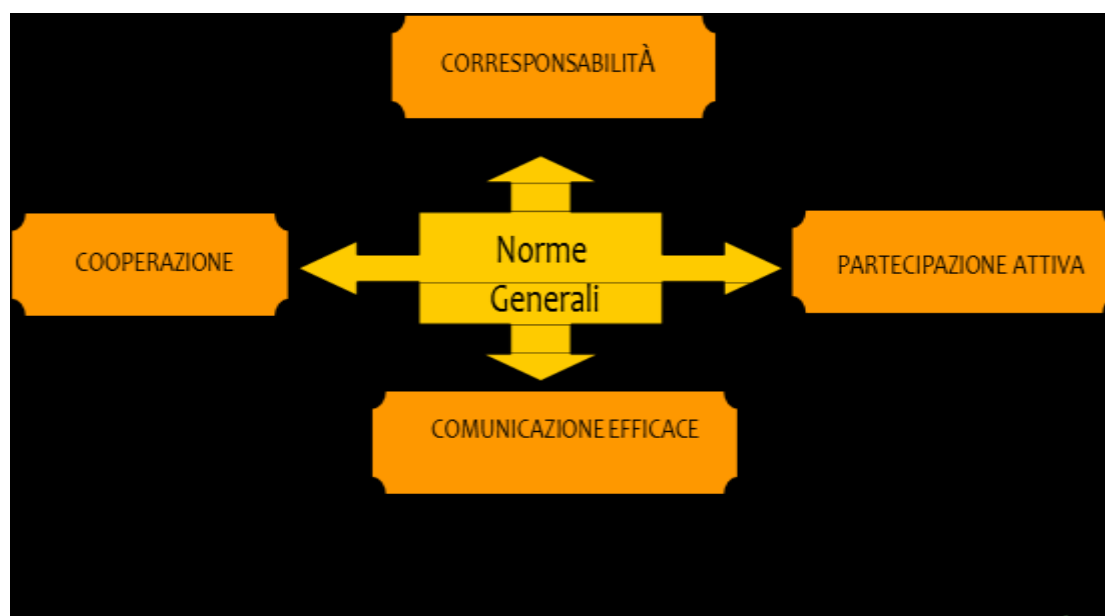 CORRESPONSABILITÀ
COOPERAZIONE
Norme
Generali
PARTECIPAZIONE ATTIVA
COMUNICAZIONE EFFICACE